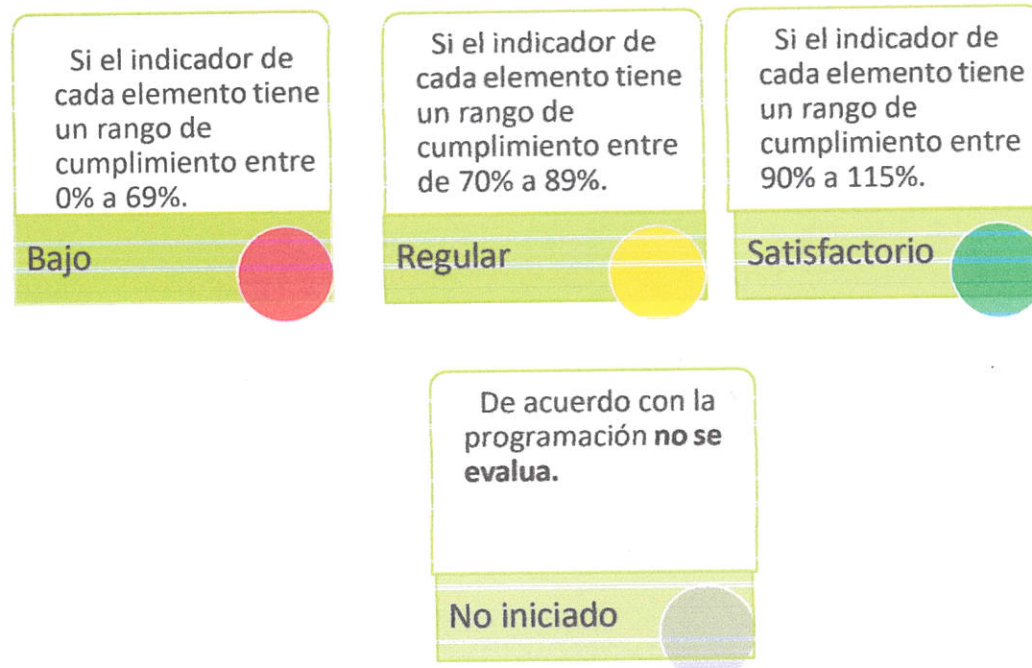 Si el indicador de
cada elemento tiene
un rango de
cumplimiento entre
0% a 69%.
Bajo
Si el indicador de
cada elemento tiene
un rango de
cumplimiento entre
de 70% a 89%.
Regular
Si el indicador de
cada elemento tiene
un rango de
cumplimiento entre
90% a 115%.
Satisfactorio
De acuerdo con la
programación no se
evalua.
No iniciado